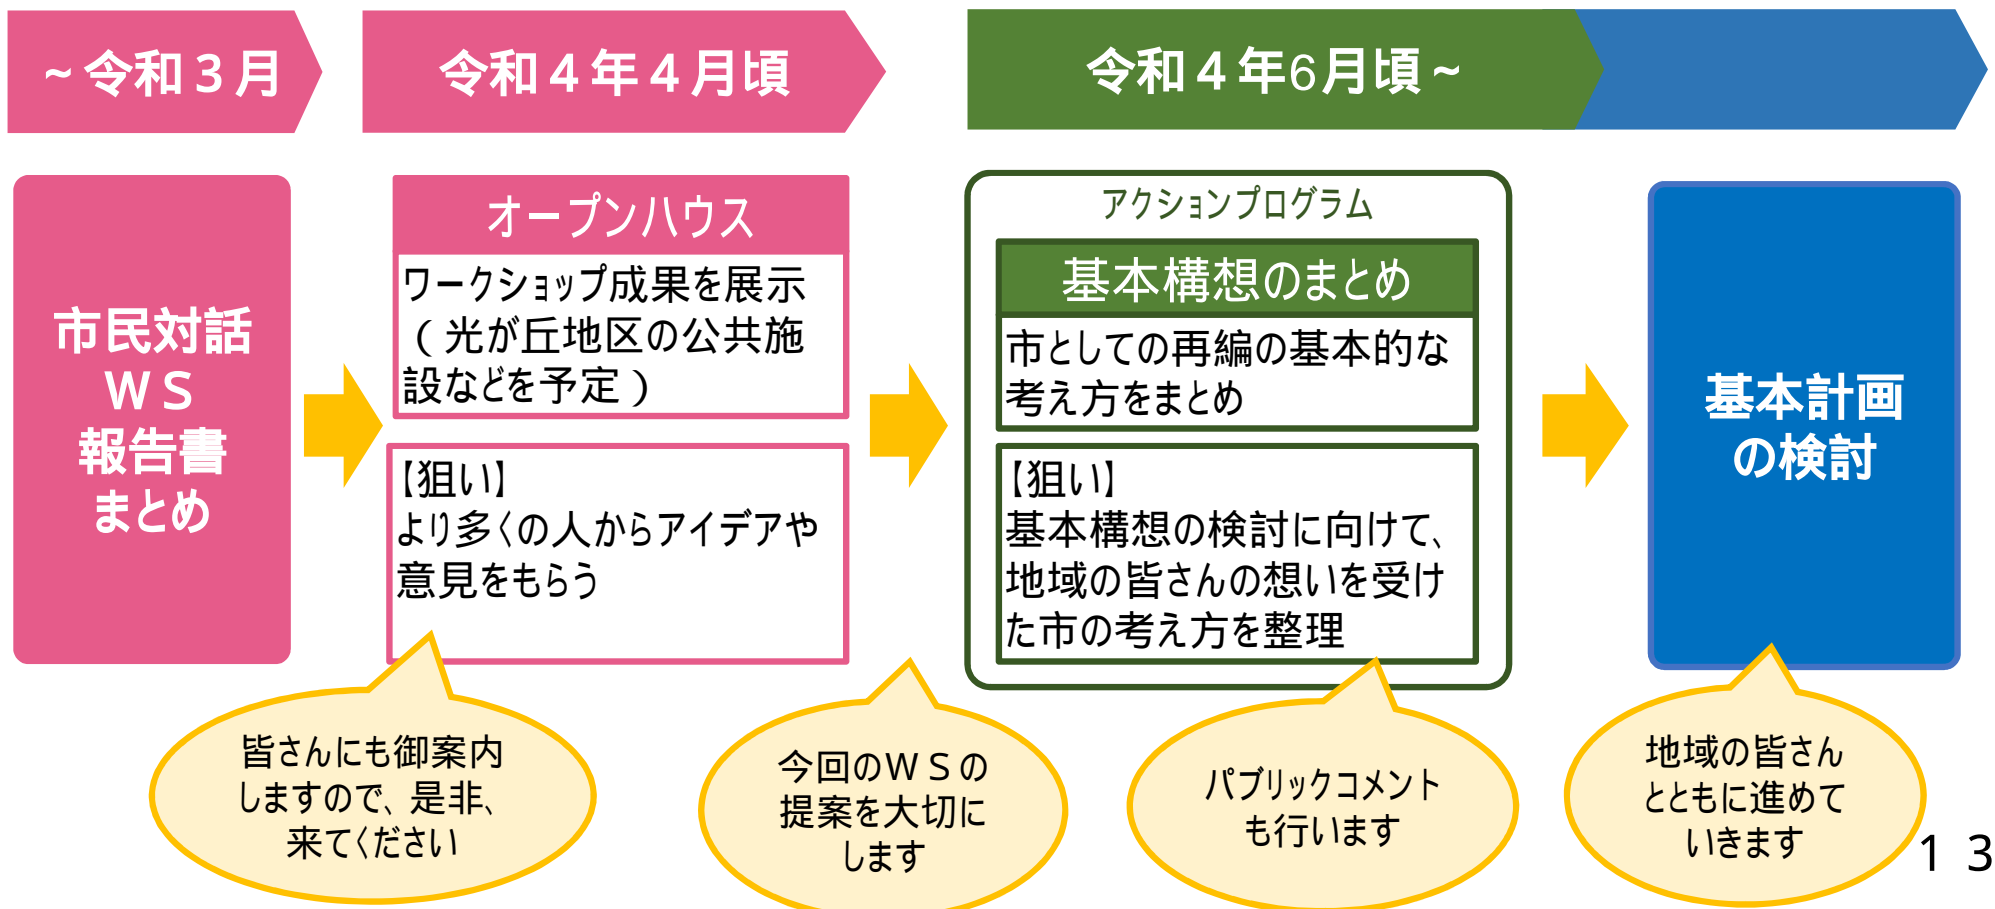 ~令和３月
令和４年４月頃
令和４年6月頃~
市民対話
ＷＳ
報告書
まとめ
オープンハウス
ワークショップ成果を展示
（光が丘地区の公共施
設などを予定）
【狙い】
より多くの人からアイデアや
意見をもらう
アクションプログラム
基本構想のまとめ
市としての再編の基本的な
考え方をまとめ
【狙い】
基本構想の検討に向けて、
地域の皆さんの想いを受け
た市の考え方を整理
基本計画
の検討
皆さんにも御案内
しますので、是非、
来てください
今回のＷＳの
提案を大切に
します
パブリックコメント
も行います
地域の皆さん
とともに進めて
いきます
１３